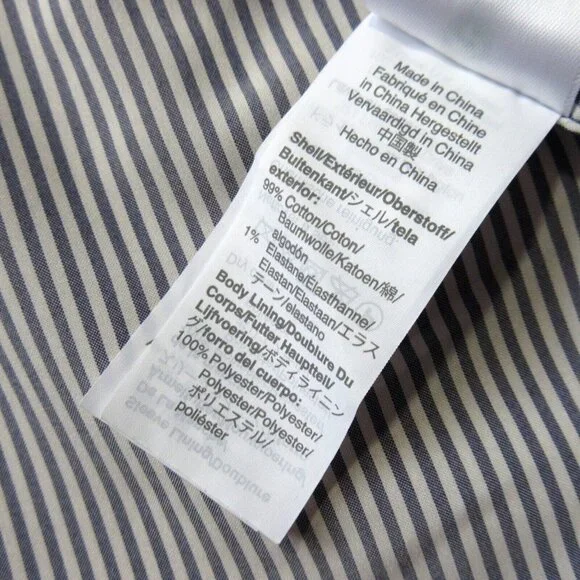 Made in China
Fabriqué en Chine
in China Hergestellt
Vervaardigd in China
中国製
Hecho en China
Shell/Extérieur/Oberstoff/
Buitenkant/シェル/tela
exterior:
99% Cotton/Coton/
Baumwolle/Katoen/綿/
algodón
1% Elastane/Élasthanne/
Elastan/Elastaan/エラス
テーン/elastano
Body Lining/Doublure Du
Corps/Futter Hauptteil/
Lijfvoering/ボディライニン
グ/forro del cuerpo:
100% Polyester/Polyester/
Polyester/Polyester/
ポリエステル/
poliéster